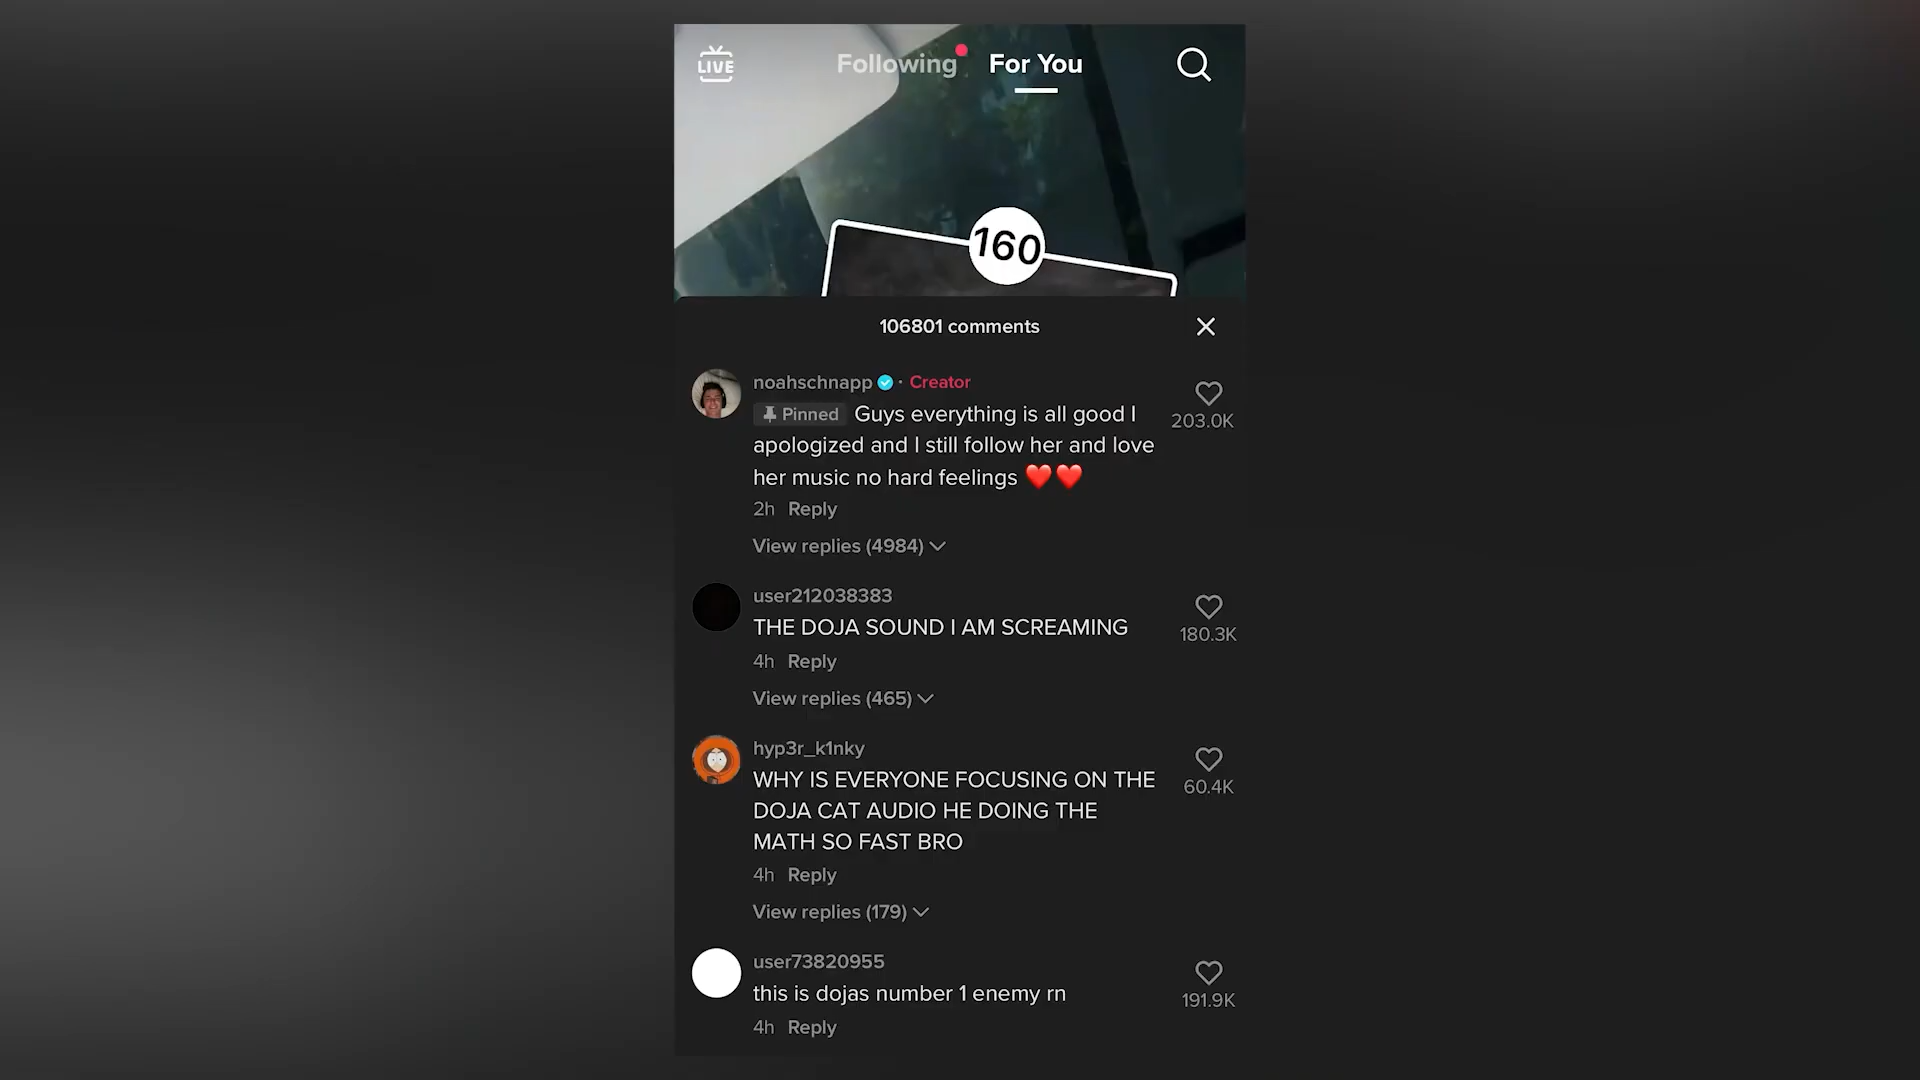 LIVE
Following
For You
160
106801 comments
noahschnapp · Creator
Pinned Guys everything is all good I
apologized and I still follow her and love
her music no hard feelings ❤️❤️
203.0K
2h Reply
View replies (4984)
user212038383
THE DOJA SOUND I AM SCREAMING
180.3K
4h Reply
View replies (465)
hyp3r_k1nky
WHY IS EVERYONE FOCUSING ON THE
DOJA CAT AUDIO HE DOING THE
MATH SO FAST BRO
60.4K
4h Reply
View replies (179)
user73820955
this is dojas number 1 enemy rn
191.9K
4h Reply